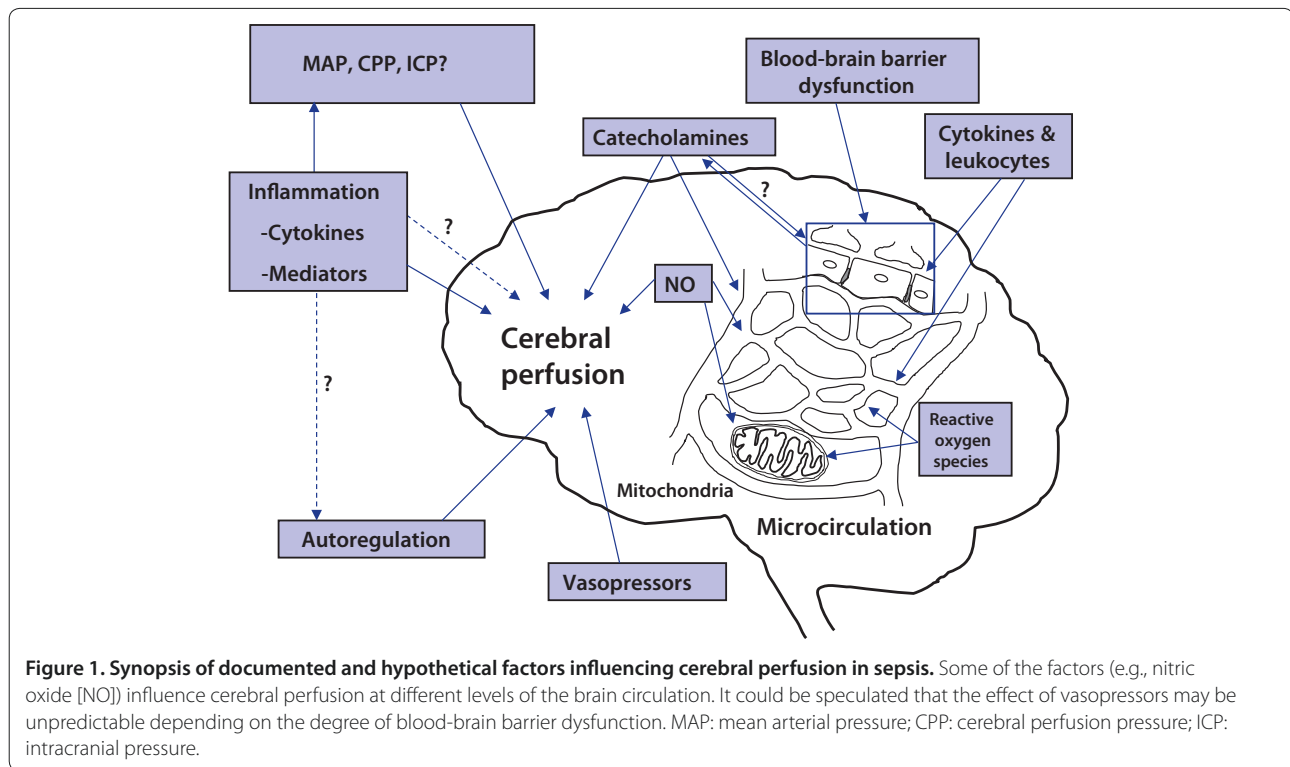 MAP, CPP, ICP?
Blood-brain barrier
dysfunction
Catecholamines
Cytokines &
leukocytes
Inflammation
-Cytokines
-Mediators
?
?
NO
Cerebral
perfusion
?
Reactive
oxygen
species
Mitochondria
Microcirculation
Autoregulation
Vasopressors
Figure 1. Synopsis of documented and hypothetical factors influencing cerebral perfusion in sepsis. Some of the factors (e.g., nitric
oxide [NO]) influence cerebral perfusion at different levels of the brain circulation. It could be speculated that the effect of vasopressors may be
unpredictable depending on the degree of blood-brain barrier dysfunction. MAP: mean arterial pressure; CPP: cerebral perfusion pressure; ICP:
intracranial pressure.